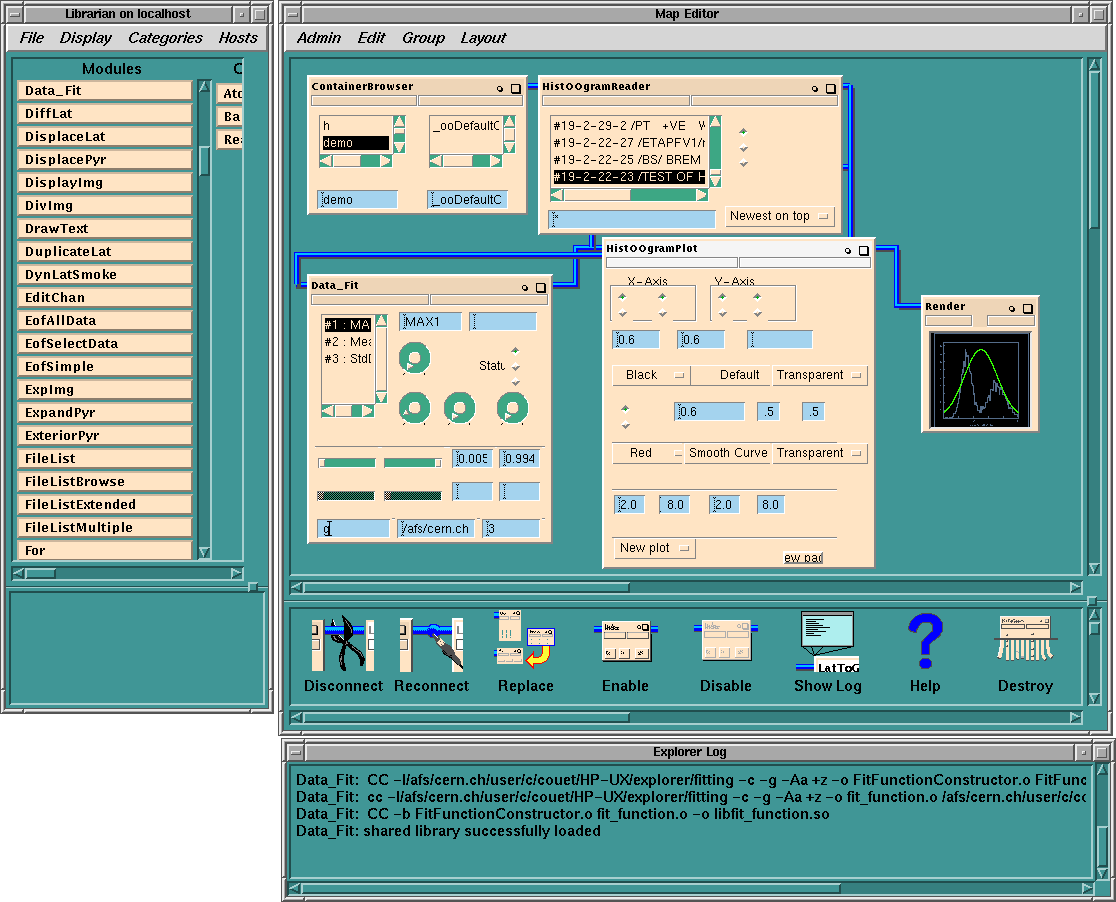 Librarian on localhost
File Display Categories Hosts
Modules
Data_Fit
DiffLat
DisplaceLat
DisplacePyr
DisplayImg
DivImg
DrawText
DuplicateLat
DynLatSmoke
EditChan
EofAllData
EofSelectData
EofSimple
ExpImg
ExpandPyr
ExteriorPyr
FileList
FileListBrowse
FileListExtended
FileListMultiple
For
Map Editor
Admin Edit Group Layout
ContainerBrowser
h
demo
_ooDefaultC
demo
_ooDefaultC
HistOOgramReader
#19-2-29-2 /PT +VE
#19-2-22-27 /ETAPFV1/
#19-2-22-25 /BS/ BREM
#19-2-22-23 /TEST OF H
*
Newest on top
Data_Fit
#1 : MA
#2 : Mea
#3 : StdD
MAX1
Statu
0.005 0.994
g
/afs/cern.ch
3
HistOOgramPlot
X-Axis Y-Axis
0.6 0.6
Black Default Transparent
0.6 .5 .5
Red Smooth Curve Transparent
2.0 8.0 2.0 8.0
New plot
ew pad
Render
Disconnect Reconnect Replace Enable Disable Show Log Help Destroy
LatToG
Explorer Log
Data_Fit: CC -I/afs/cern.ch/user/c/couet/HP-UX/explorer/fitting -c -g -Aa +z -o FitFunctionConstructor.o FitFunc
Data_Fit: cc -I/afs/cern.ch/user/c/couet/HP-UX/explorer/fitting -c -g -Aa +z -o fit_function.o /afs/cern.ch/user/c/cc
Data_Fit: CC -b FitFunctionConstructor.o fit_function.o -o libfit_function.so
Data_Fit: shared library successfully loaded